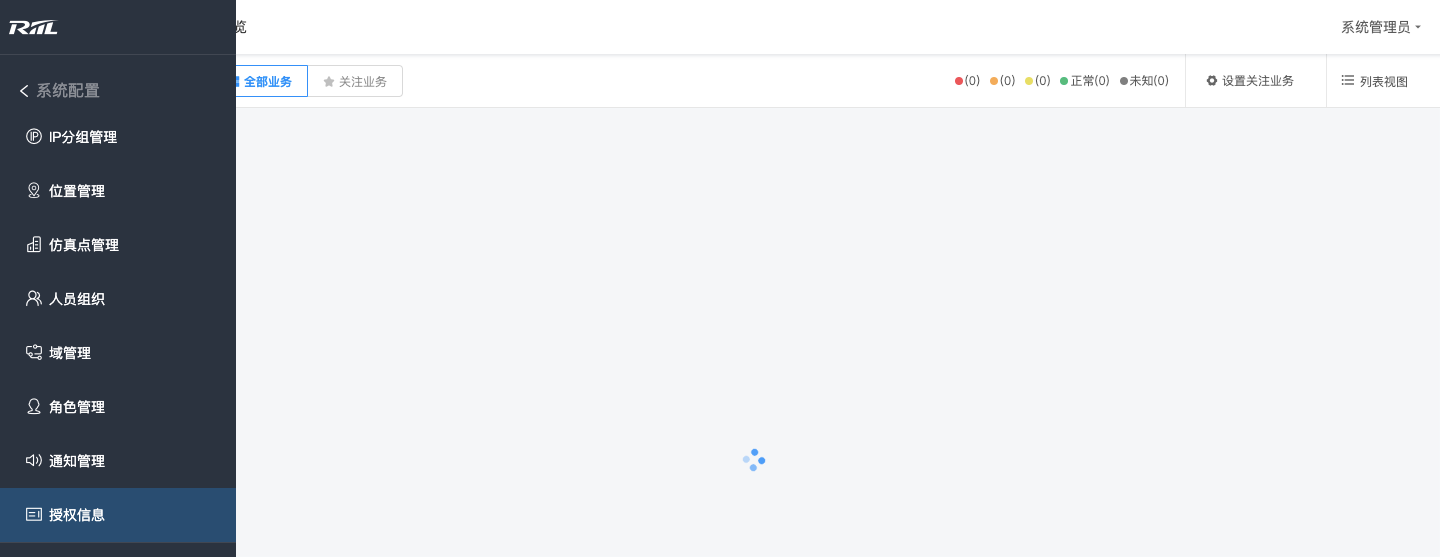 RIIL
览
系统管理员
系统配置
IP分组管理
位置管理
仿真点管理
人员组织
域管理
角色管理
通知管理
授权信息
全部业务
关注业务
(0) (0) (0) 正常(0) 未知(0)
设置关注业务
列表视图